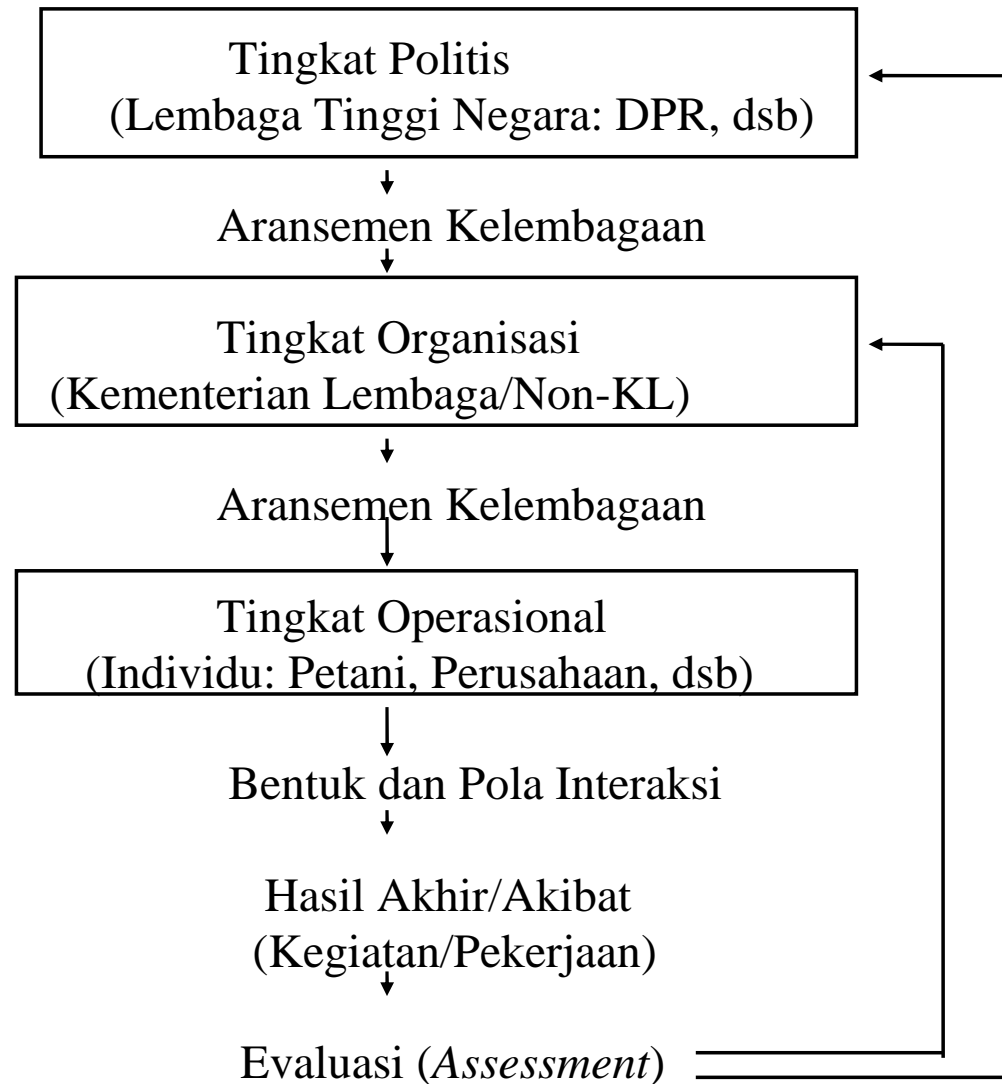 Tingkat Politis
(Lembaga Tinggi Negara: DPR, dsb)
Aransemen Kelembagaan
Tingkat Organisasi
(Kementerian Lembaga/Non-KL)
Aransemen Kelembagaan
Tingkat Operasional
(Individu: Petani, Perusahaan, dsb)
Bentuk dan Pola Interaksi
Hasil Akhir/Akibat
(Kegiatan/Pekerjaan)
Evaluasi (Assessment)